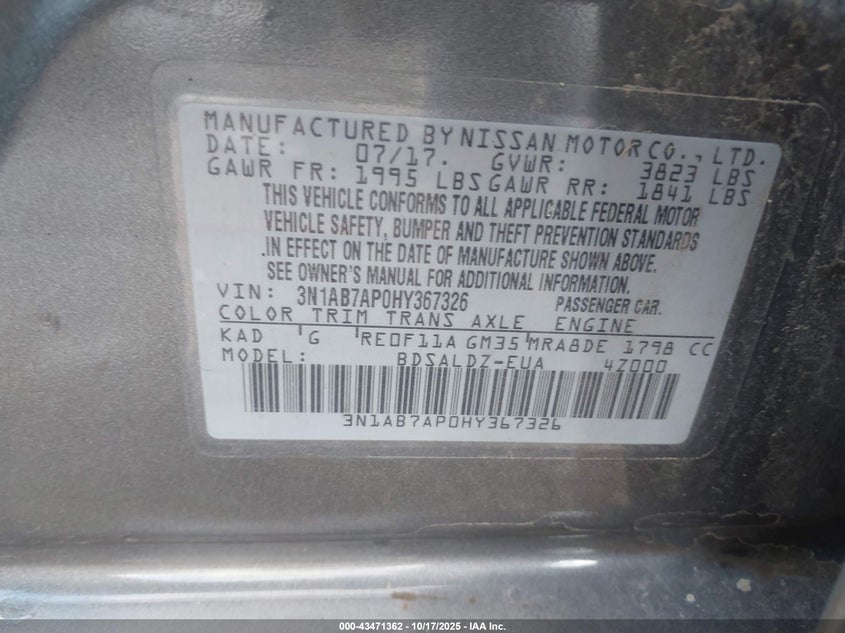 MANUFACTURED BY NISSAN MOTOR CO., LTD.
DATE: 07/17. GVWR: 3823 LBS
GAWR FR: 1995 LBS GAWR RR: 1841 LBS
THIS VEHICLE CONFORMS TO ALL APPLICABLE FEDERAL MOTOR
VEHICLE SAFETY, BUMPER AND THEFT PREVENTION STANDARDS
IN EFFECT ON THE DATE OF MANUFACTURE SHOWN ABOVE.
SEE OWNER'S MANUAL FOR ADDITIONAL INFORMATION.
VIN: 3N1AB7AP0HY367326 PASSENGER CAR.
COLOR TRIM TRANS AXLE ENGINE
KAD G RE0F11A GM35 MRA8DE 1798 CC
MODEL: BDSALDZ-EUA 4Z000
3N1AB7AP0HY367326
000-43471362 - 10/17/2025 - IAA Inc.